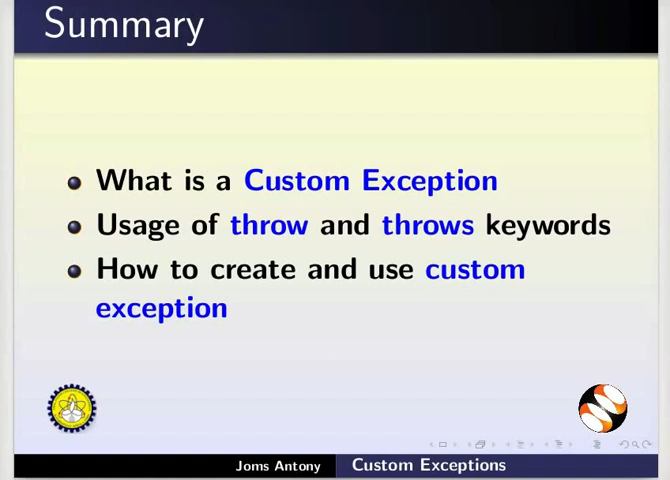 Summary
What is a Custom Exception
Usage of throw and throws keywords
How to create and use custom
exception
Joms Antony
Custom Exceptions